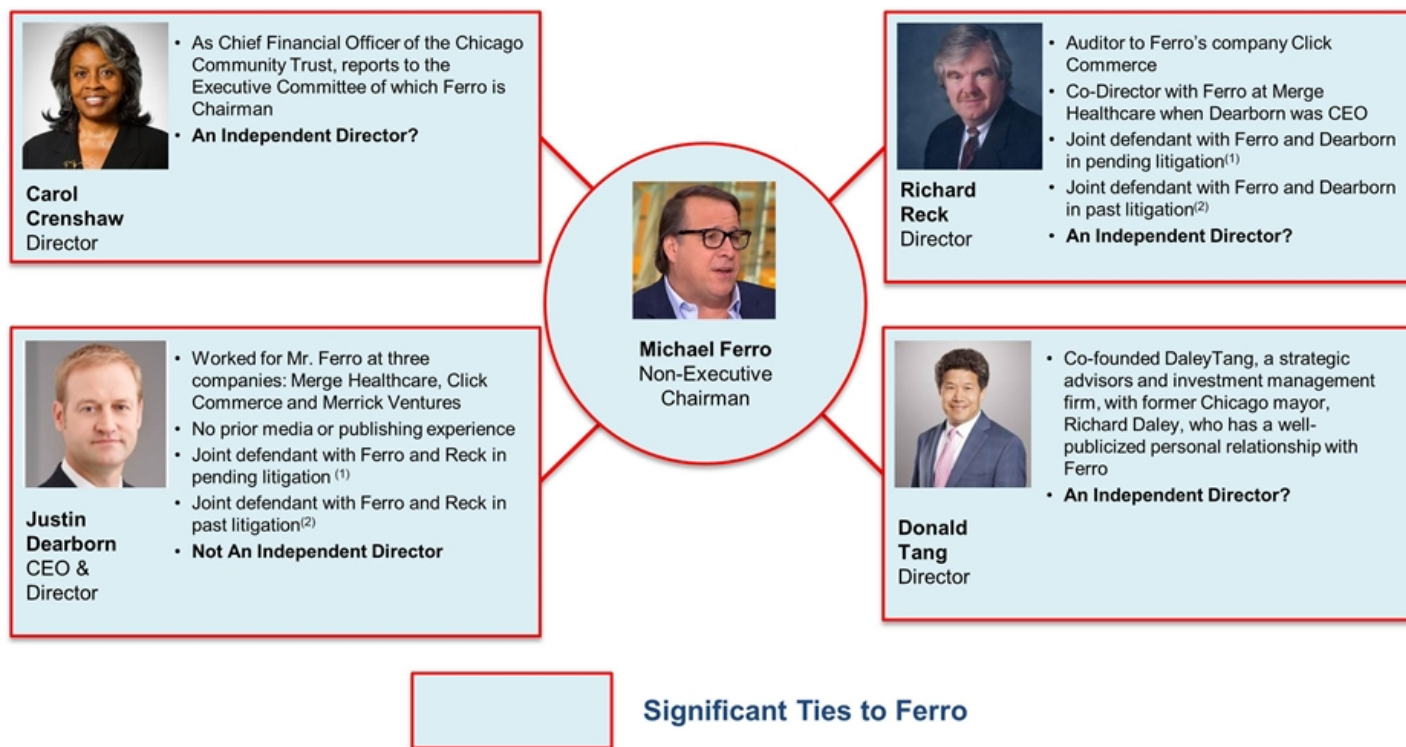 • As Chief Financial Officer of the Chicago
Community Trust, reports to the
Executive Committee of which Ferro is
Chairman
• An Independent Director?
Carol
Crenshaw
Director
• Auditor to Ferro’s company Click
Commerce
• Co-Director with Ferro at Merge
Healthcare when Dearborn was CEO
• Joint defendant with Ferro and Dearborn
in pending litigation(1)
• Joint defendant with Ferro and Dearborn
in past litigation(2)
• An Independent Director?
Richard
Reck
Director
Michael Ferro
Non-Executive
Chairman
• Worked for Mr. Ferro at three
companies: Merge Healthcare, Click
Commerce and Merrick Ventures
• No prior media or publishing experience
• Joint defendant with Ferro and Reck in
pending litigation (1)
• Joint defendant with Ferro and Reck in
past litigation(2)
• Not An Independent Director
Justin
Dearborn
CEO &
Director
• Co-founded DaleyTang, a strategic
advisors and investment management
firm, with former Chicago mayor,
Richard Daley, who has a well-
publicized personal relationship with
Ferro
• An Independent Director?
Donald
Tang
Director
Significant Ties to Ferro